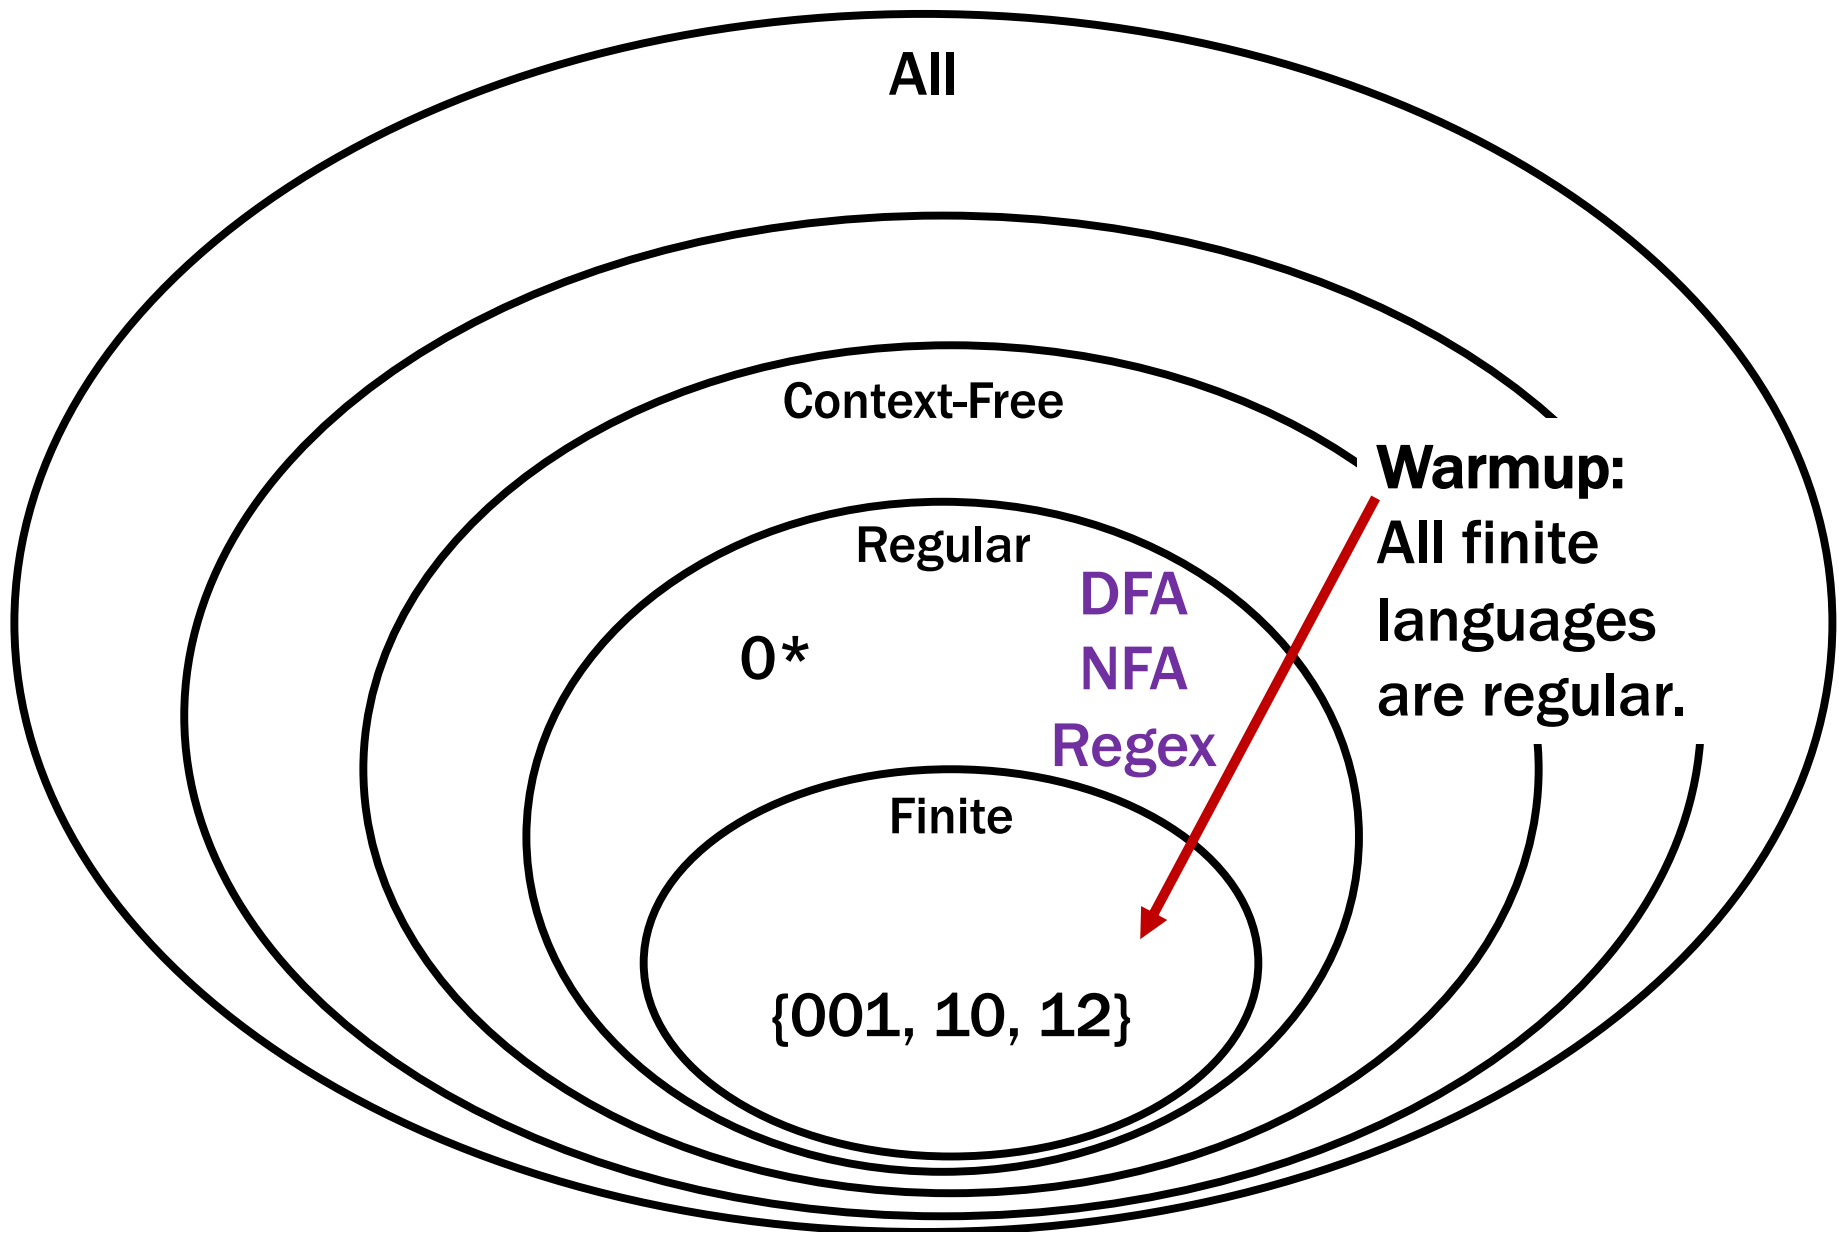 All
Context-Free
Regular
0*
DFA
NFA
Regex
Finite
{001, 10, 12}
Warmup:
All finite
languages
are regular.